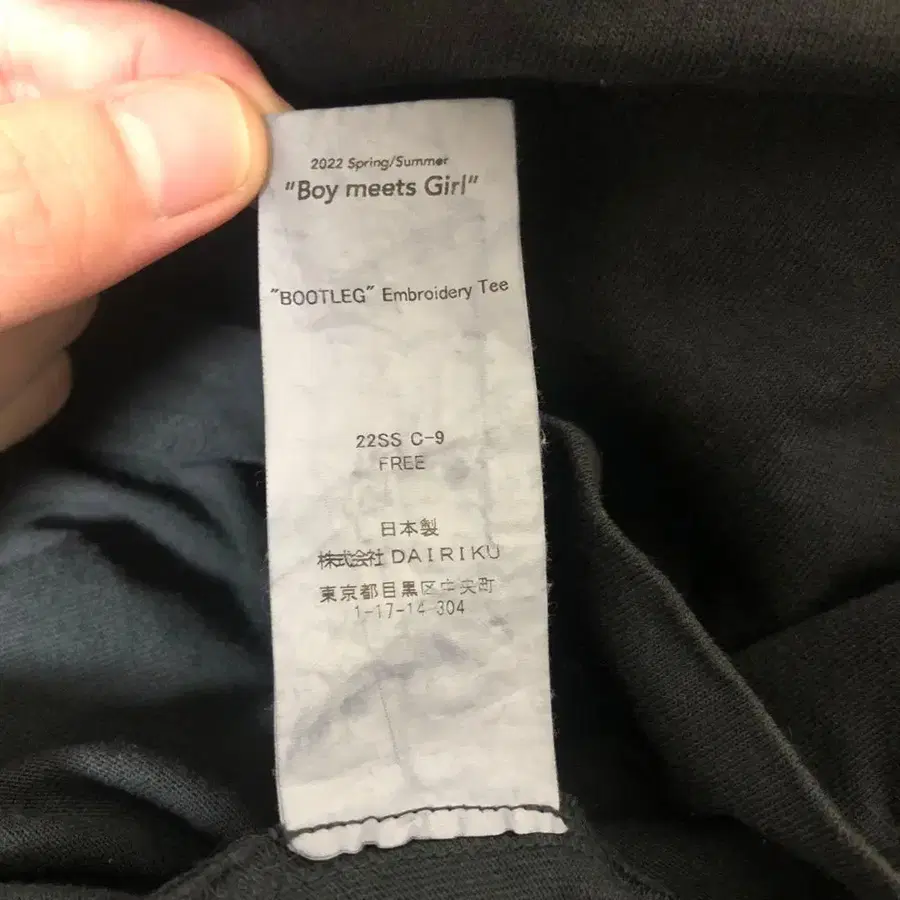 2022 Spring/Summer
"Boy meets Girl"
"BOOTLEG" Embroidery Tee
22SS C-9
FREE
日本製
株式会社 DAIRIKU
東京都目黒区中央町
1-17-14 304